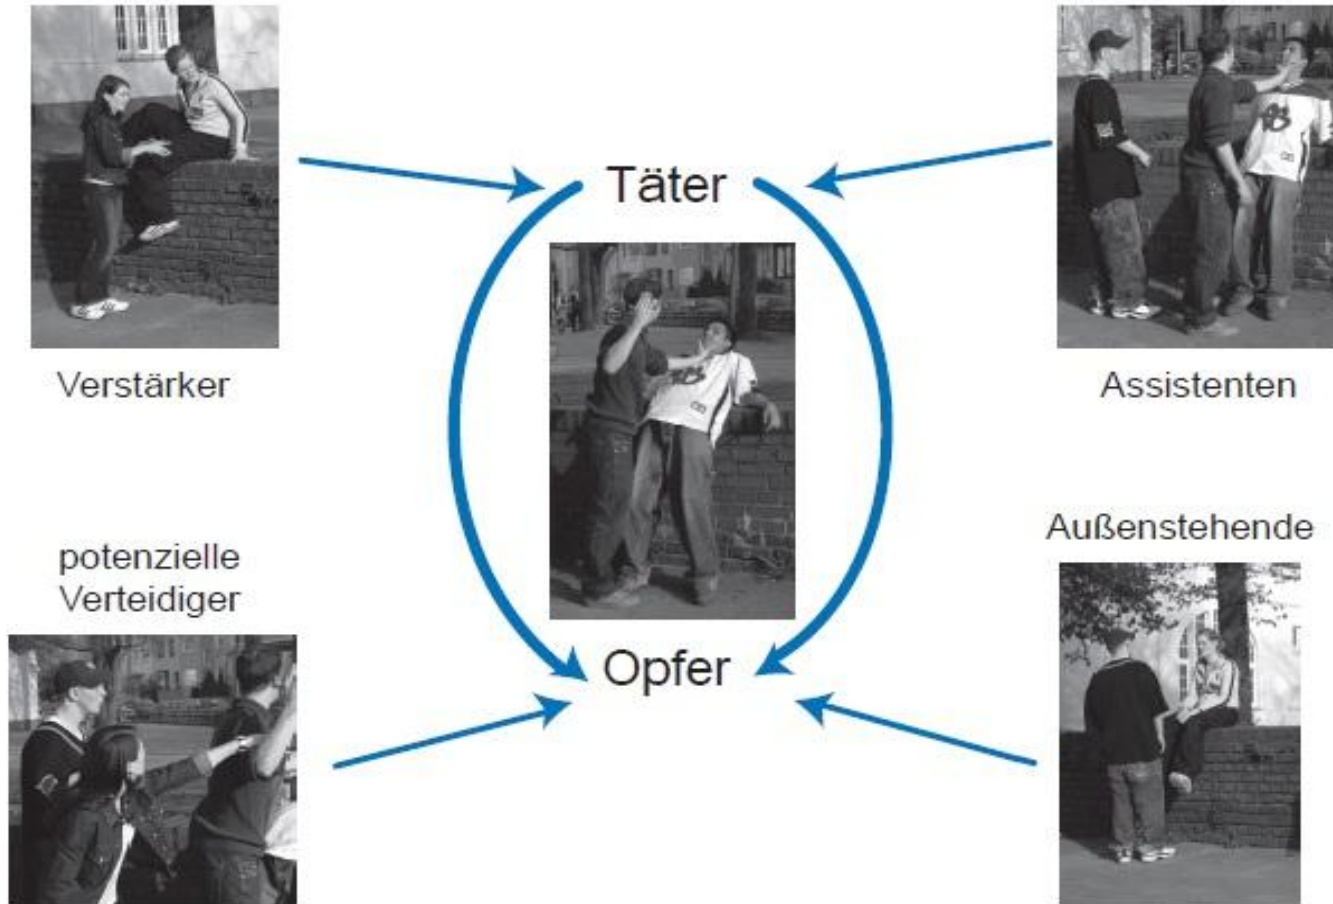 Täter
Verstärker
Assistenten
Außenstehende
potenzielle
Verteidiger
Opfer